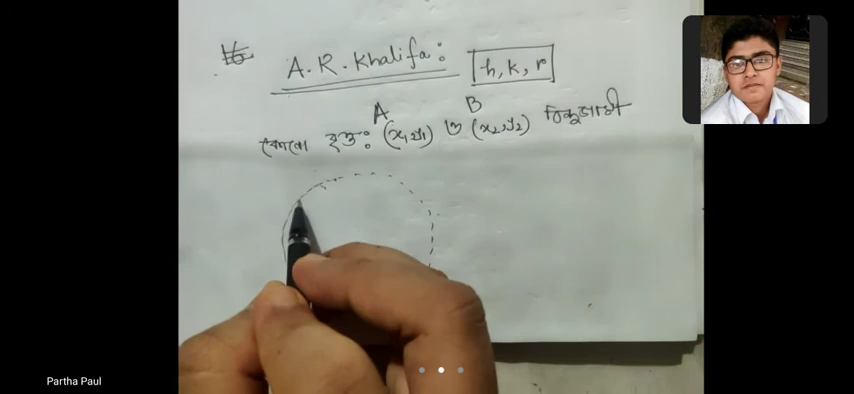 A. R. Khalifa: h, k, r
A B
কোনো বৃত্ত: (x₁,y₁) ও (x₂,y₂) বিন্দুগামী
Partha Paul